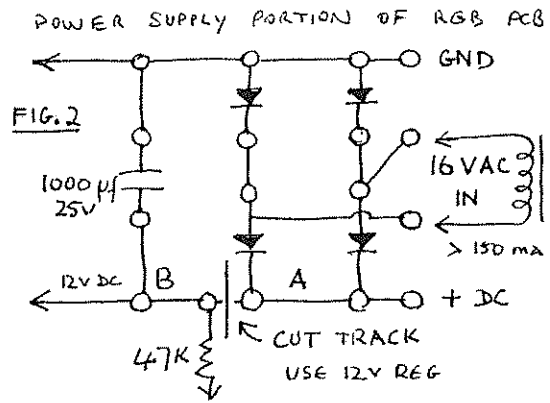 POWER SUPPLY PORTION OF RGB PCB
GND
FIG.2
1000 µf
25V
16 VAC
IN
> 150 ma
12V DC
B
A
+ DC
47K
CUT TRACK
USE 12V REG